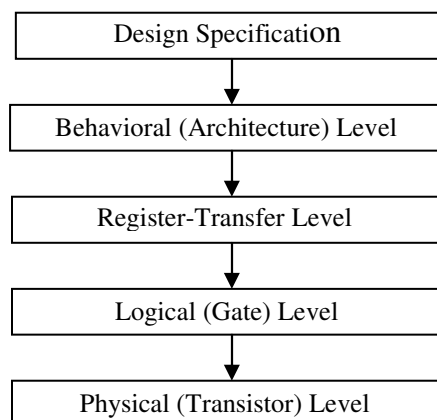 Design Specification
Behavioral (Architecture) Level
Register-Transfer Level
Logical (Gate) Level
Physical (Transistor) Level